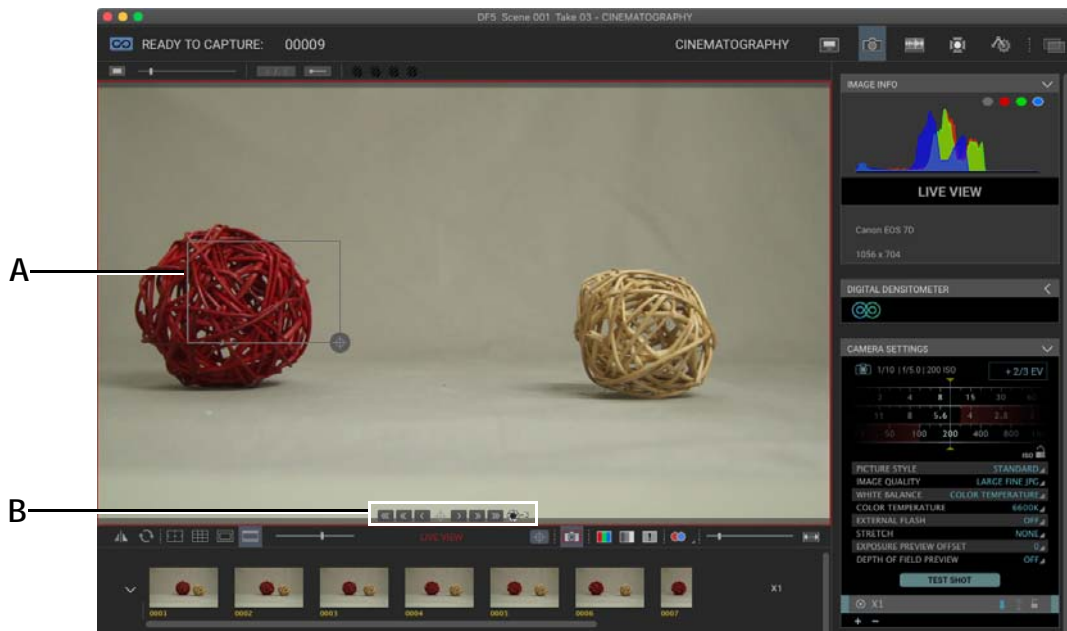 DF5 Scene 001 Take 03 - CINEMATOGRAPHY
READY TO CAPTURE: 00009
CINEMATOGRAPHY
IMAGE INFO
LIVE VIEW
Canon EOS 7D
1056 x 704
DIGITAL DENSITOMETER
CAMERA SETTINGS
1/10 | f/5.0 | 200 ISO
+ 2/3 EV
2 4 8 15 30 60
11 8 5.6 4 2.8
50 100 200 400 800
ISO
PICTURE STYLE STANDARD
IMAGE QUALITY LARGE FINE JPG
WHITE BALANCE COLOR TEMPERATURE
COLOR TEMPERATURE 6600K
EXTERNAL FLASH OFF
STRETCH NONE
EXPOSURE PREVIEW OFFSET 0
DEPTH OF FIELD PREVIEW OFF
TEST SHOT
X1
A
B
LIVE VIEW
X1
0001 0002 0003 0004 0005 0006 0007